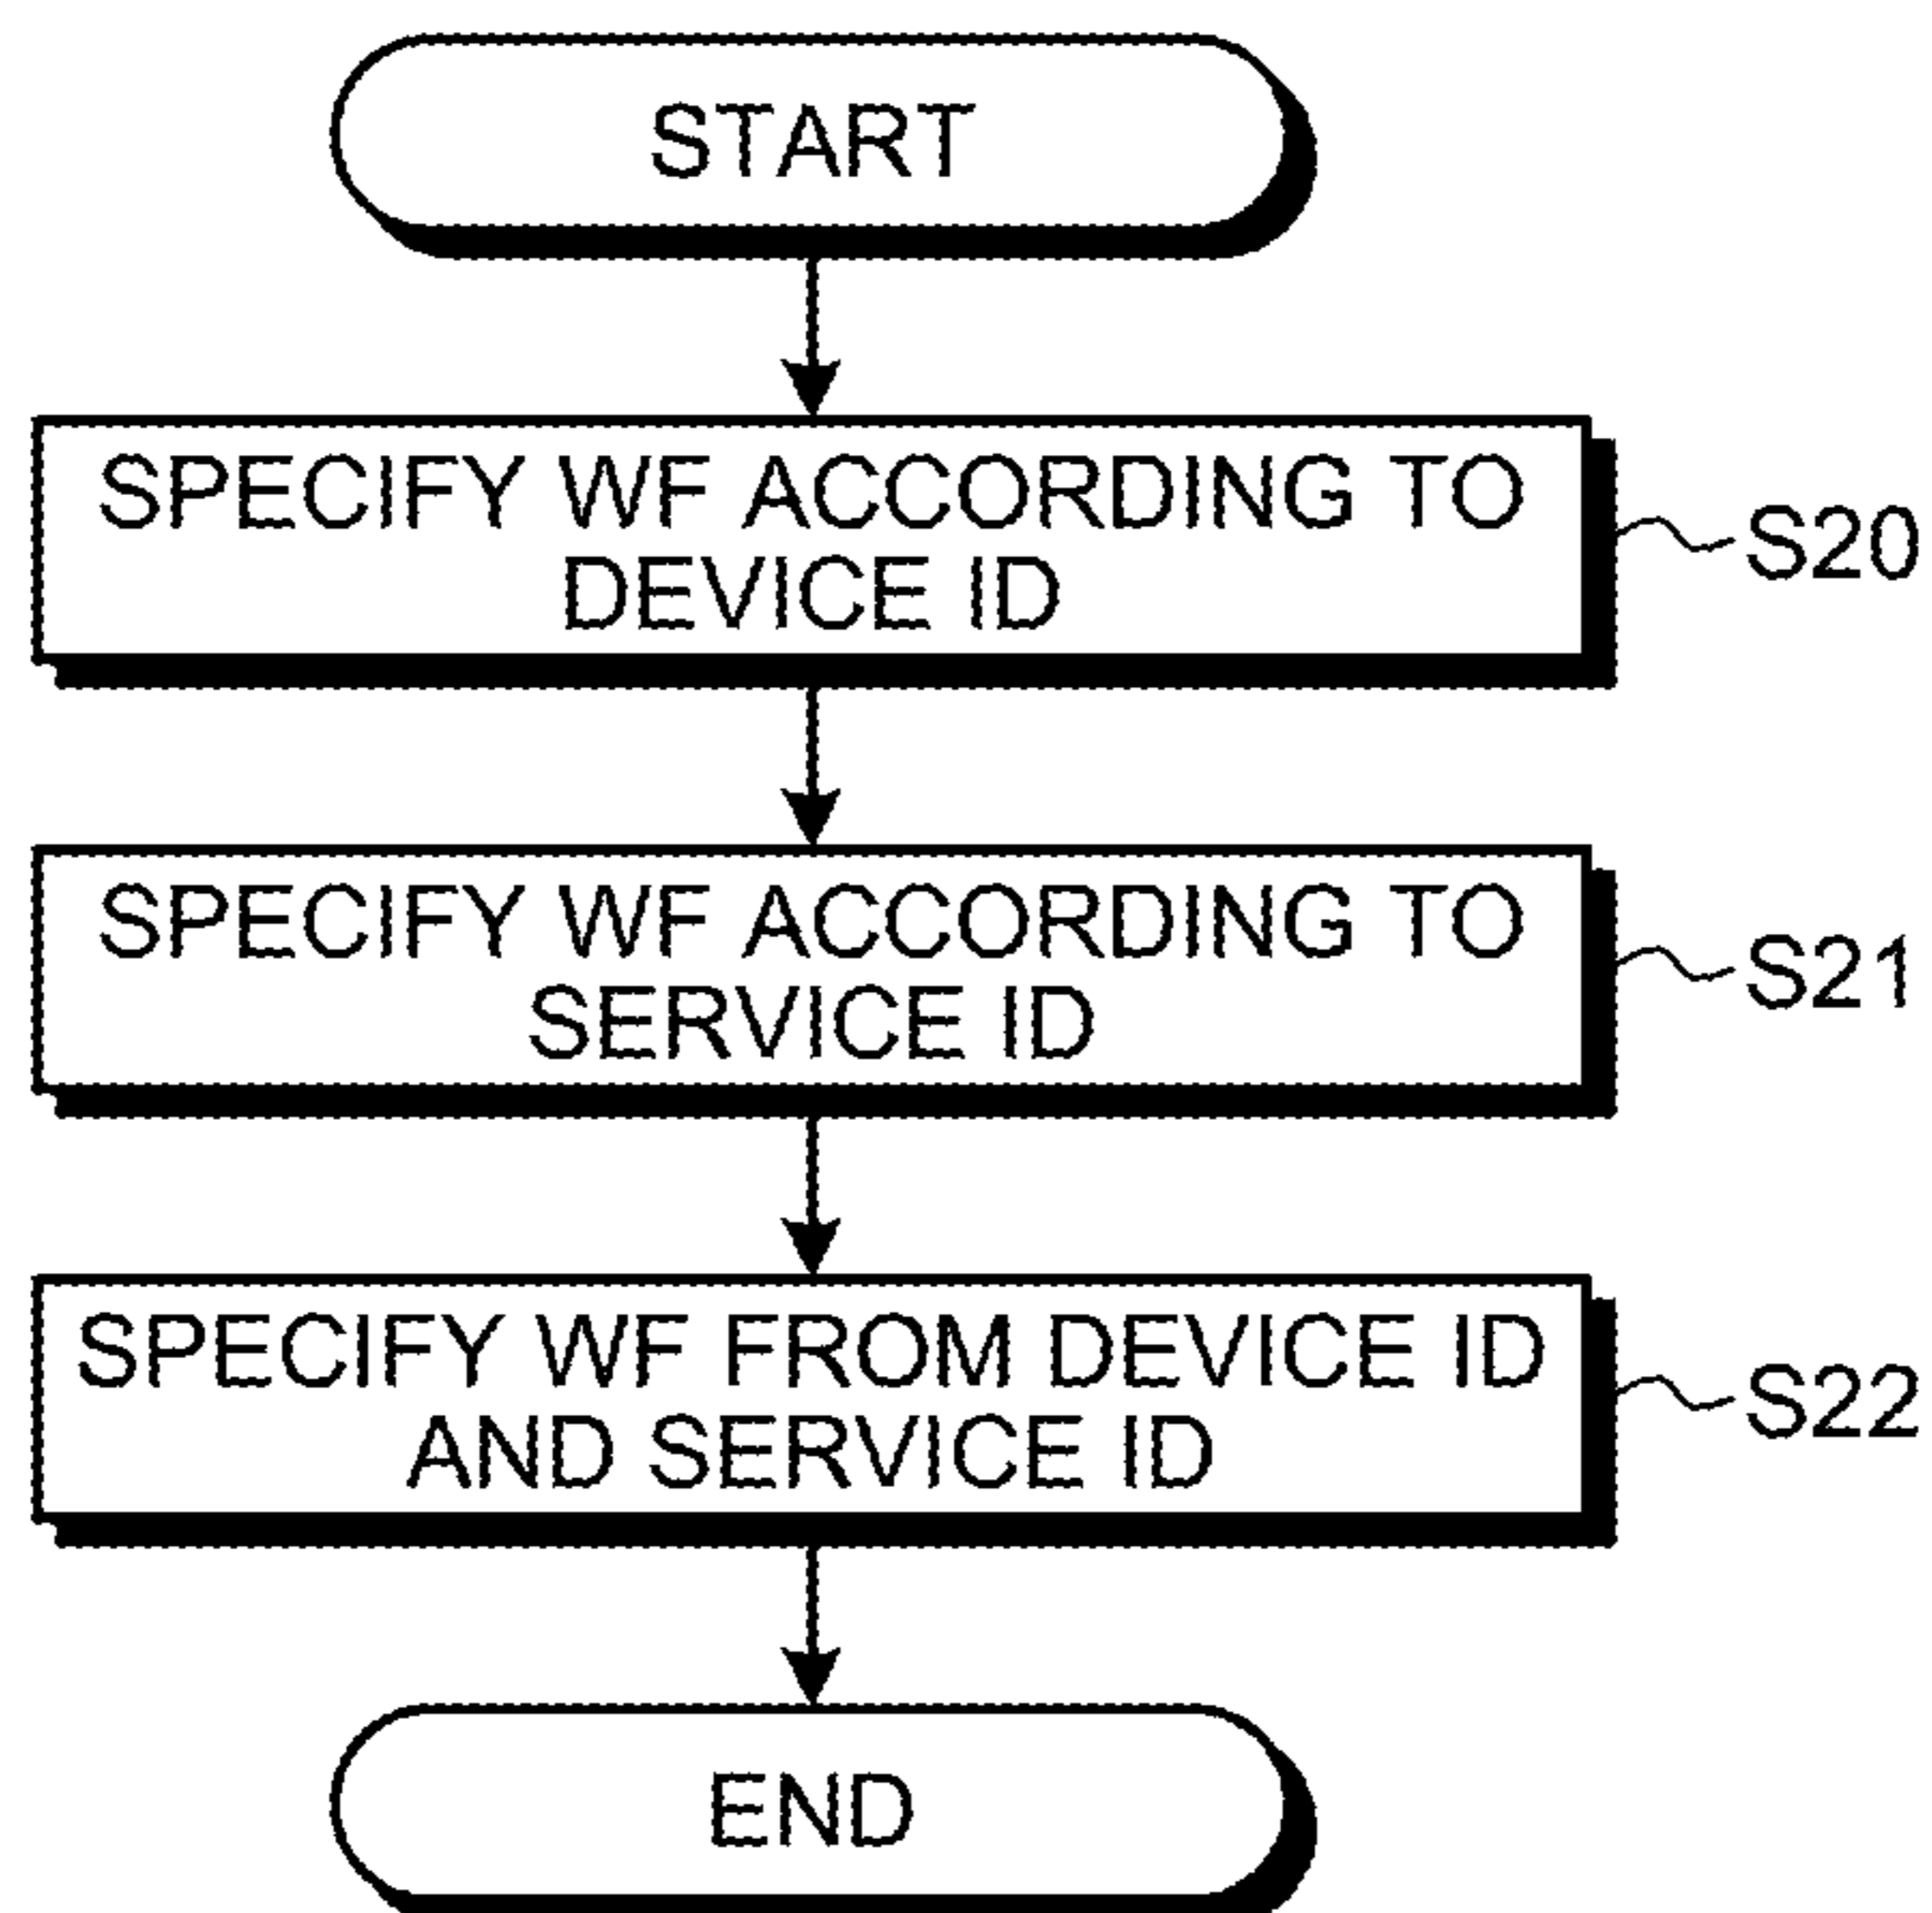 START
SPECIFY WF ACCORDING TO
DEVICE ID
S20
SPECIFY WF ACCORDING TO
SERVICE ID
S21
SPECIFY WF FROM DEVICE ID
AND SERVICE ID
S22
END